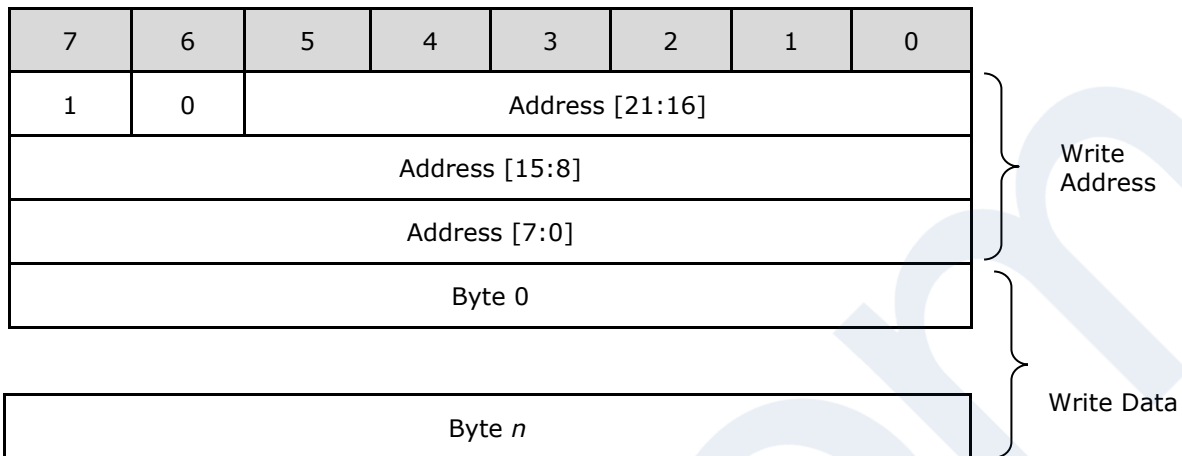 7 6 5 4 3 2 1 0
1 0 Address [21:16]
Address [15:8]
Write
Address
Address [7:0]
Byte 0
Write Data
Byte n